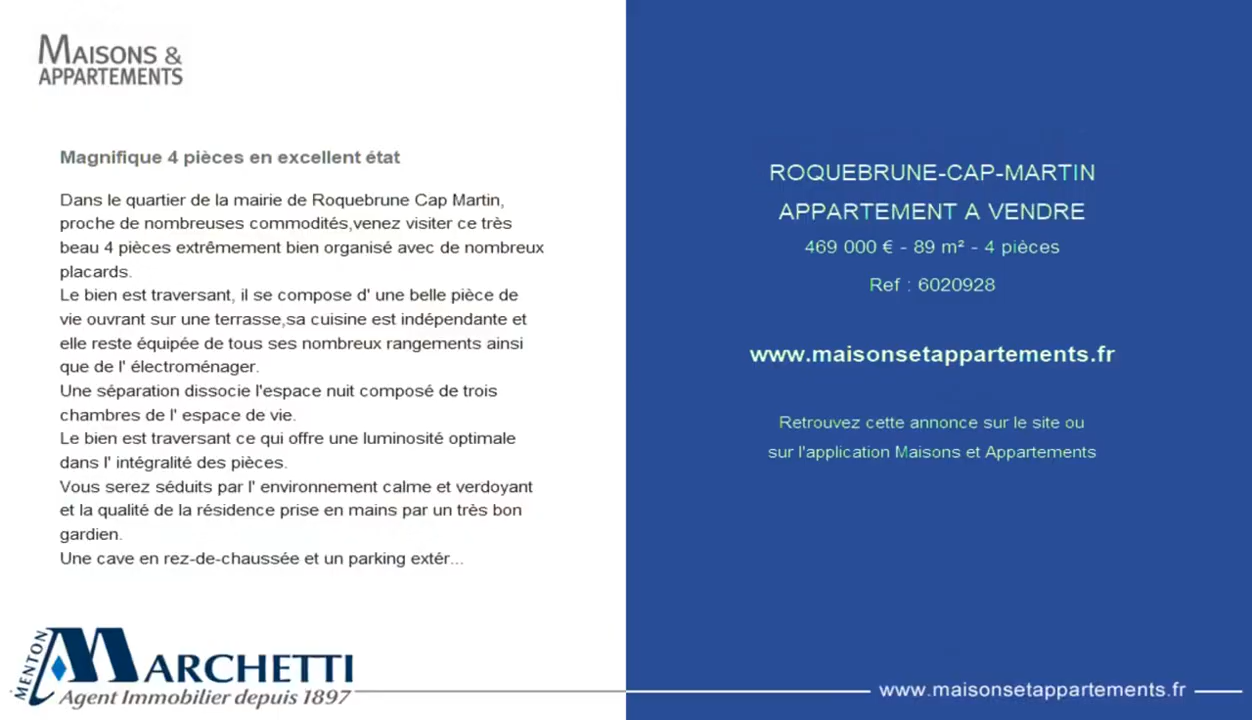 MAISONS &
APPARTEMENTS
Magnifique 4 pièces en excellent état
Dans le quartier de la mairie de Roquebrune Cap Martin,
proche de nombreuses commodités,venez visiter ce très
beau 4 pièces extrêmement bien organisé avec de nombreux
placards.
Le bien est traversant, il se compose d' une belle pièce de
vie ouvrant sur une terrasse,sa cuisine est indépendante et
elle reste équipée de tous ses nombreux rangements ainsi
que de l' électroménager.
Une séparation dissocie l'espace nuit composé de trois
chambres de l' espace de vie.
Le bien est traversant ce qui offre une luminosité optimale
dans l' intégralité des pièces.
Vous serez séduits par l' environnement calme et verdoyant
et la qualité de la résidence prise en mains par un très bon
gardien.
Une cave en rez-de-chaussée et un parking extér...
MENTON
MARCHETTI
Agent Immobilier depuis 1897
ROQUEBRUNE-CAP-MARTIN
APPARTEMENT A VENDRE
469 000 € - 89 m² - 4 pièces
Ref : 6020928
www.maisonsetappartements.fr
Retrouvez cette annonce sur le site ou
sur l'application Maisons et Appartements
www.maisonsetappartements.fr